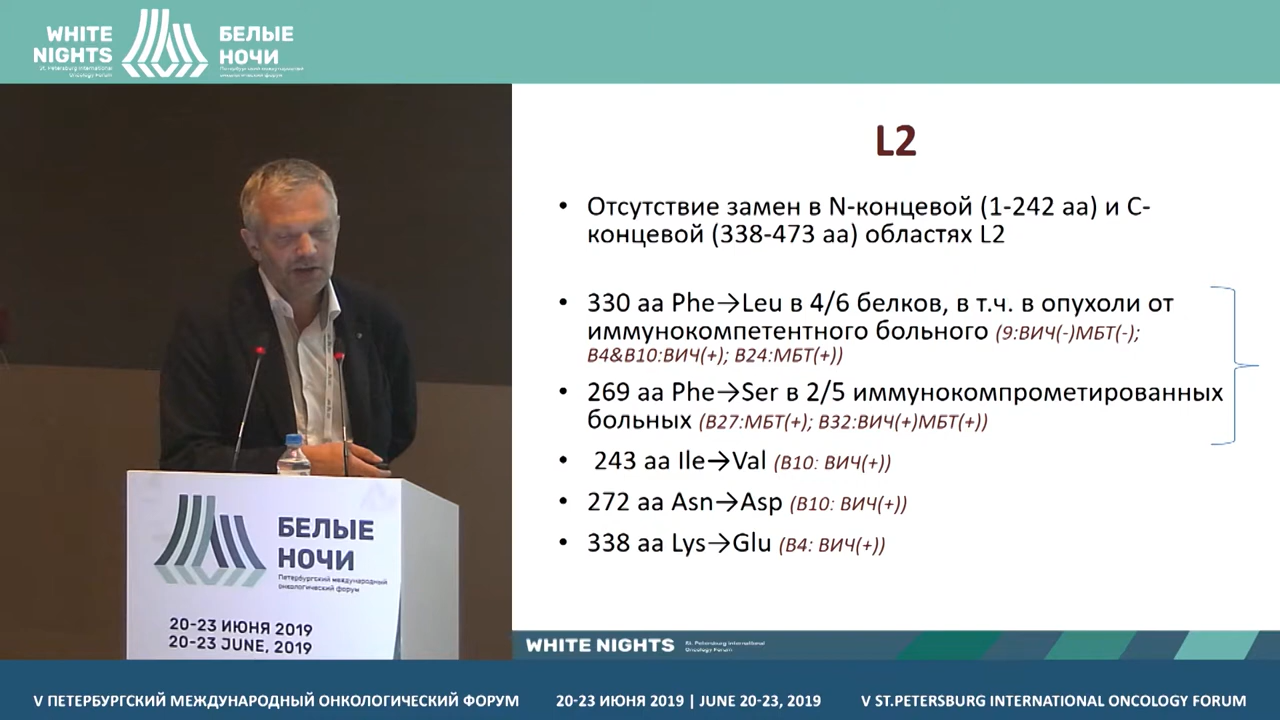 WHITE
NIGHTS
St. Petersburg International
Oncology Forum
БЕЛЫЕ
НОЧИ
Петербургский международный
онкологический форум
L2
• Отсутствие замен в N-концевой (1-242 аа) и С-
концевой (338-473 аа) областях L2
• 330 аа Phe→Leu в 4/6 белков, в т.ч. в опухоли от
иммунокомпетентного больного (9:ВИЧ(-)МБТ(-);
В4&В10:ВИЧ(+); В24:МБТ(+))
• 269 аа Phe→Ser в 2/5 иммунокомпрометированных
больных (В27:МБТ(+); В32:ВИЧ(+)МБТ(+))
• 243 аа Ile→Val (В10: ВИЧ(+))
• 272 аа Asn→Asp (В10: ВИЧ(+))
• 338 аа Lys→Glu (В4: ВИЧ(+))
БЕЛЫЕ
НОЧИ
Петербургский международный
онкологический форум
20-23 ИЮНЯ 2019
20-23 JUNE, 2019
WHITE NIGHTS
St. Petersburg International
Oncology Forum
V ПЕТЕРБУРГСКИЙ МЕЖДУНАРОДНЫЙ ОНКОЛОГИЧЕСКИЙ ФОРУМ
20-23 ИЮНЯ 2019 | JUNE 20-23, 2019
V ST.PETERSBURG INTERNATIONAL ONCOLOGY FORUM